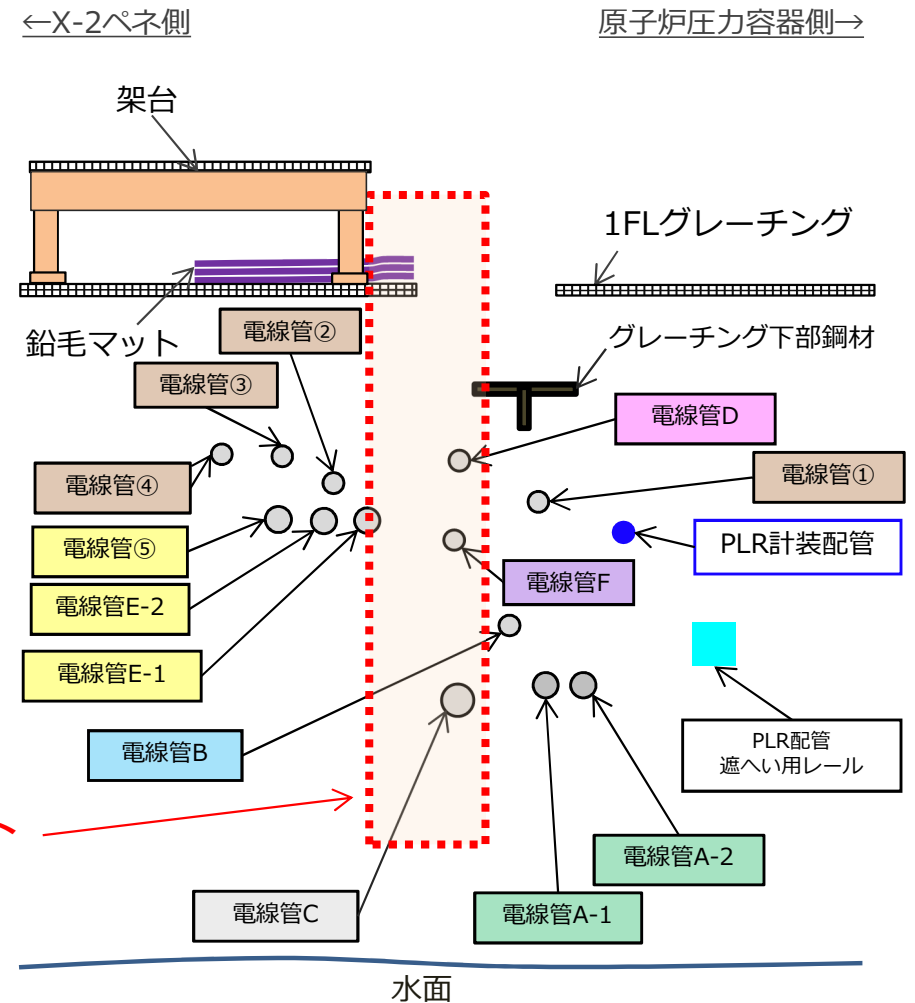 ←X-2ペネ側
原子炉圧力容器側→
架台
1FLグレーチング
鉛毛マット
電線管②
グレーチング下部鋼材
電線管③
電線管D
電線管④
電線管①
電線管⑤
PLR計装配管
電線管F
電線管E-2
電線管E-1
電線管B
PLR配管
遮へい用レール
電線管A-2
電線管C
電線管A-1
水面